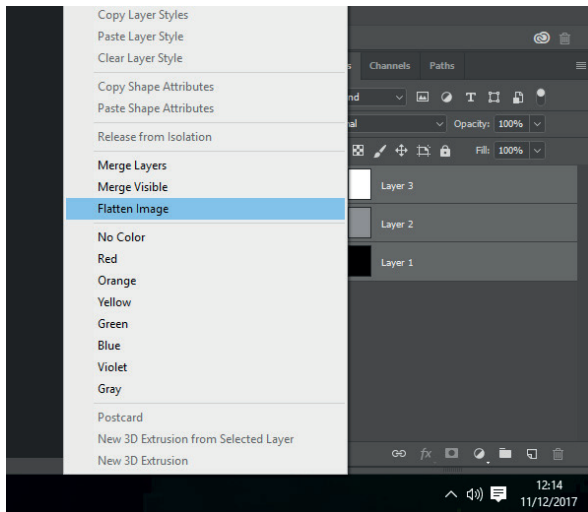 Copy Layer Styles
Paste Layer Style
Clear Layer Style
Copy Shape Attributes
Paste Shape Attributes
Release from Isolation
Merge Layers
Merge Visible
Flatten Image
No Color
Red
Orange
Yellow
Green
Blue
Violet
Gray
Postcard
New 3D Extrusion from Selected Layer
New 3D Extrusion
s Channels Paths
nd T
al Opacity: 100%
Fill: 100%
Layer 3
Layer 2
Layer 1
fx
12:14
11/12/2017